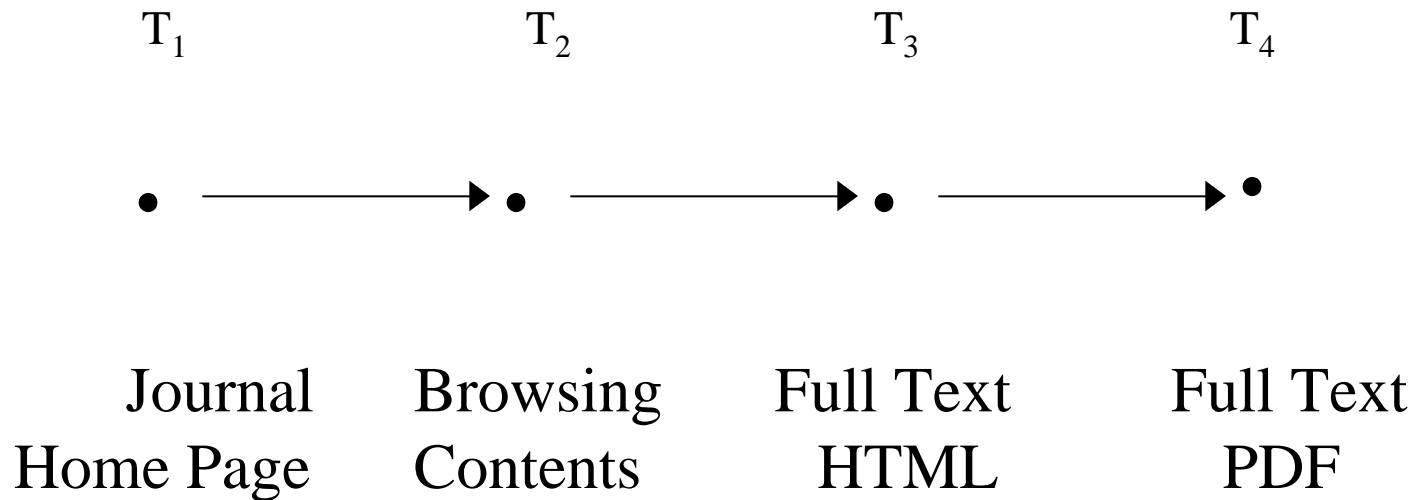 T₁ T₂ T₃ T₄
Journal Browsing Full Text Full Text
Home Page Contents HTML PDF